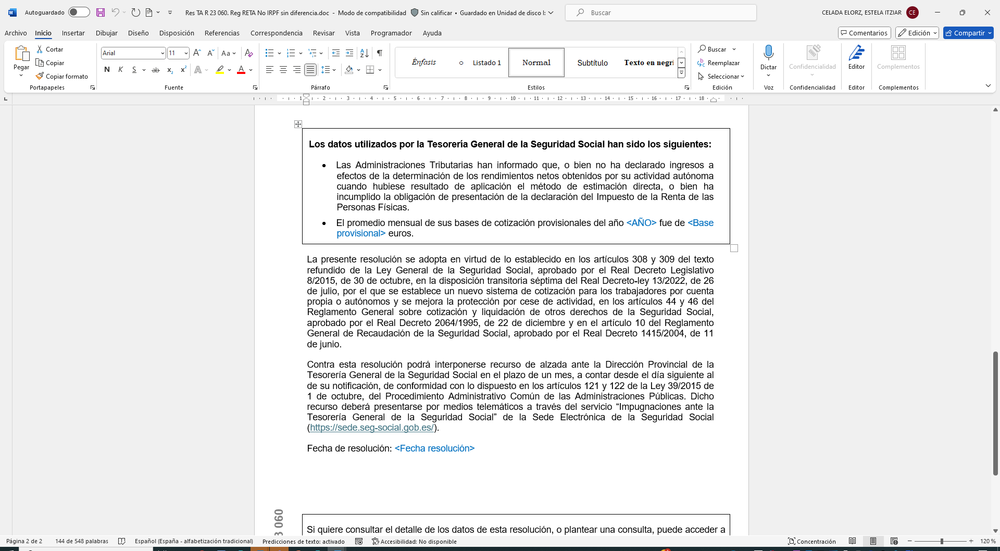 Autoguardado
Res TA R 23 060. Reg RETA No IRPF sin diferencia.doc - Modo de compatibilidad
Sin calificar • Guardado en Unidad de disco I:
Buscar
CELADA ELORZ, ESTELA ITZIAR
CE
Archivo
Inicio
Insertar
Dibujar
Diseño
Disposición
Referencias
Correspondencia
Revisar
Vista
Programador
Ayuda
Comentarios
Edición
Compartir
Pegar
Cortar
Copiar
Copiar formato
Portapapeles
Arial
11
Aa
N K S ab x₂ x²
Fuente
Párrafo
Énfasis
Listado 1
Normal
Subtítulo
Texto en negri
Estilos
Buscar
Reemplazar
Seleccionar
Edición
Dictar
Voz
Confidencialidad
Confidencialidad
Editor
Editor
Complementos
Complementos
1 2 3 4 5 6 7 8 9 10 11 12 13 14 15 16 17 18
Los datos utilizados por la Tesorería General de la Seguridad Social han sido los siguientes:
• Las Administraciones Tributarias han informado que, o bien no ha declarado ingresos a
efectos de la determinación de los rendimientos netos obtenidos por su actividad autónoma
cuando hubiese resultado de aplicación el método de estimación directa, o bien ha
incumplido la obligación de presentación de la declaración del Impuesto de la Renta de las
Personas Físicas.
• El promedio mensual de sus bases de cotización provisionales del año <AÑO> fue de <Base
provisional> euros.
La presente resolución se adopta en virtud de lo establecido en los artículos 308 y 309 del texto
refundido de la Ley General de la Seguridad Social, aprobado por el Real Decreto Legislativo
8/2015, de 30 de octubre, en la disposición transitoria séptima del Real Decreto-ley 13/2022, de 26
de julio, por el que se establece un nuevo sistema de cotización para los trabajadores por cuenta
propia o autónomos y se mejora la protección por cese de actividad, en los artículos 44 y 46 del
Reglamento General sobre cotización y liquidación de otros derechos de la Seguridad Social,
aprobado por el Real Decreto 2064/1995, de 22 de diciembre y en el artículo 10 del Reglamento
General de Recaudación de la Seguridad Social, aprobado por el Real Decreto 1415/2004, de 11
de junio.
Contra esta resolución podrá interponerse recurso de alzada ante la Dirección Provincial de la
Tesorería General de la Seguridad Social en el plazo de un mes, a contar desde el día siguiente al
de su notificación, de conformidad con lo dispuesto en los artículos 121 y 122 de la Ley 39/2015 de
1 de octubre, del Procedimiento Administrativo Común de las Administraciones Públicas. Dicho
recurso deberá presentarse por medios telemáticos a través del servicio “Impugnaciones ante la
Tesorería General de la Seguridad Social” de la Sede Electrónica de la Seguridad Social
(https://sede.seg-social.gob.es/).
Fecha de resolución: <Fecha resolución>
060
Si quiere consultar el detalle de los datos de esta resolución, o plantear una consulta, puede acceder a
Página 2 de 2
144 de 548 palabras
Español (España - alfabetización tradicional)
Predicciones de texto: activado
Accesibilidad: No disponible
Concentración
120 %